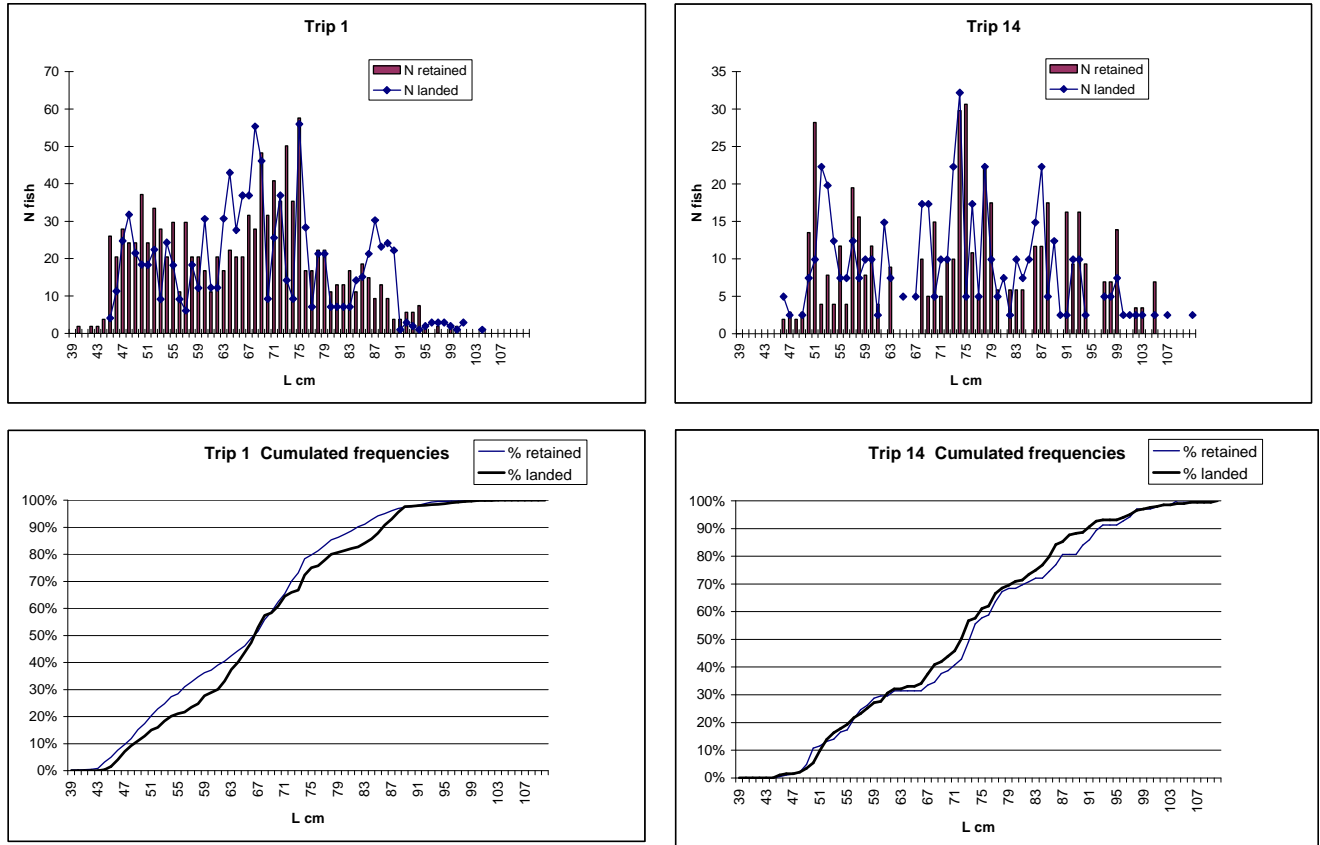 Trip 1
N retained
N landed
70
60
50
40
30
20
10
0
N fish
39 43 47 51 55 59 63 67 71 75 79 83 87 91 95 99 103 107
L cm
Trip 14
N retained
N landed
35
30
25
20
15
10
5
0
39 43 47 51 55 59 63 67 71 75 79 83 87 91 95 99 103 107
L cm
Trip 1 Cumulated frequencies
% retained
% landed
100%
90%
80%
70%
60%
50%
40%
30%
20%
10%
0%
39 43 47 51 55 59 63 67 71 75 79 83 87 91 95 99 103 107
L cm
Trip 14 Cumulated frequencies
% retained
% landed
100%
90%
80%
70%
60%
50%
40%
30%
20%
10%
0%
39 43 47 51 55 59 63 67 71 75 79 83 87 91 95 99 103 107
L cm